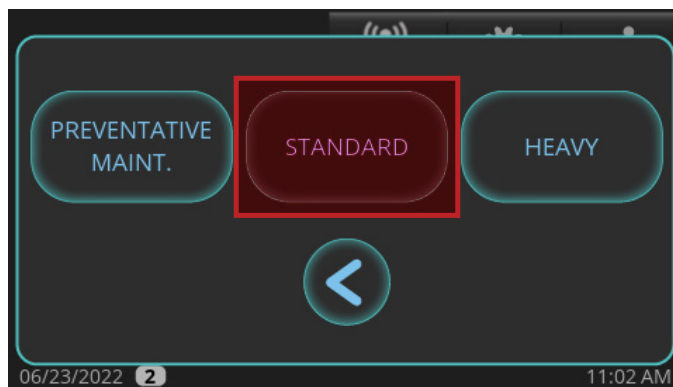 PREVENTATIVE
MAINT.
STANDARD
HEAVY
06/23/2022 2
11:02 AM